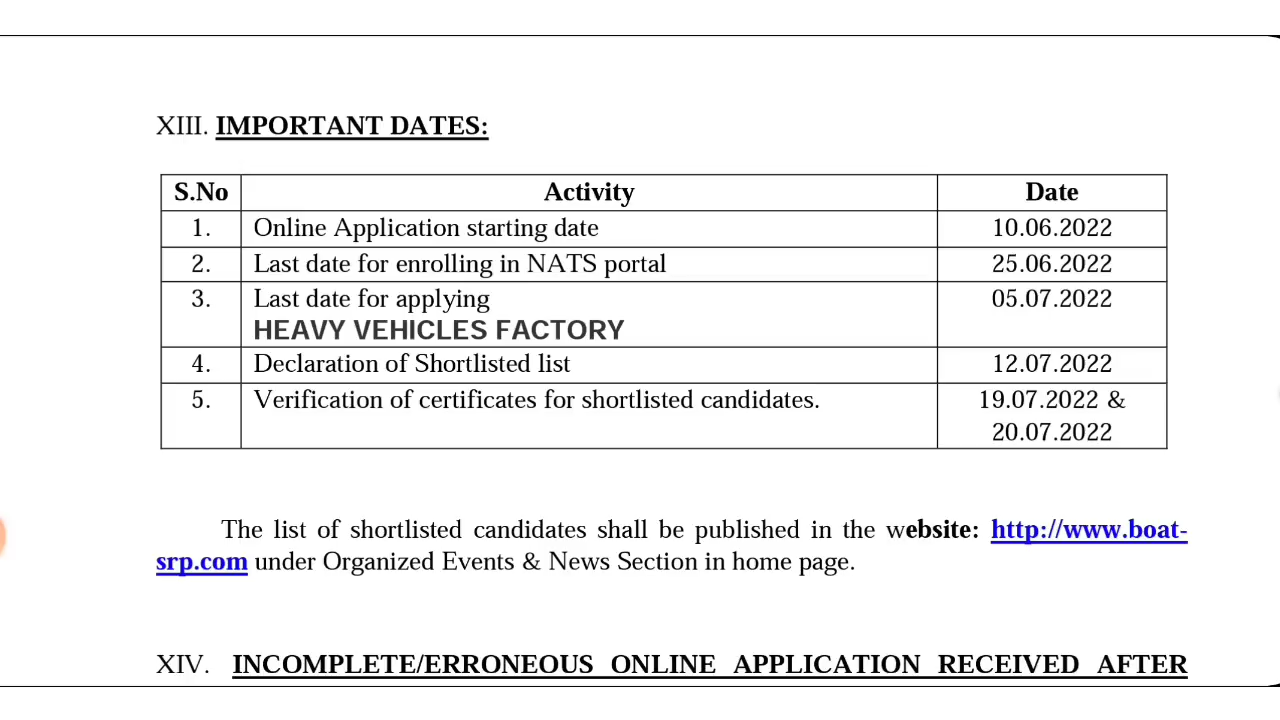 XIII. IMPORTANT DATES:
S.No Activity Date
1. Online Application starting date 10.06.2022
2. Last date for enrolling in NATS portal 25.06.2022
3. Last date for applying 05.07.2022
HEAVY VEHICLES FACTORY
4. Declaration of Shortlisted list 12.07.2022
5. Verification of certificates for shortlisted candidates. 19.07.2022 &
20.07.2022
The list of shortlisted candidates shall be published in the website: http://www.boat-
srp.com under Organized Events & News Section in home page.
XIV. INCOMPLETE/ERRONEOUS ONLINE APPLICATION RECEIVED AFTER